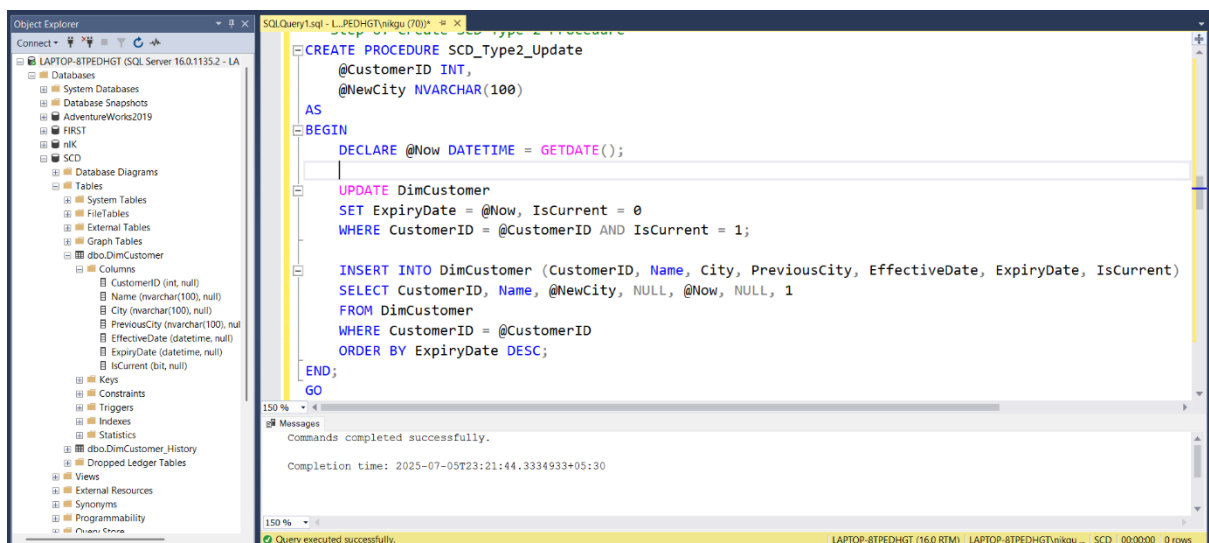 Object Explorer
Connect
LAPTOP-8TPEDHGT (SQL Server 16.0.1135.2 - LA
Databases
System Databases
Database Snapshots
AdventureWorks2019
FIRST
nIK
SCD
Database Diagrams
Tables
System Tables
FileTables
External Tables
Graph Tables
dbo.DimCustomer
Columns
CustomerID (int, null)
Name (nvarchar(100), null)
City (nvarchar(100), null)
PreviousCity (nvarchar(100), nul
EffectiveDate (datetime, null)
ExpiryDate (datetime, null)
IsCurrent (bit, null)
Keys
Constraints
Triggers
Indexes
Statistics
dbo.DimCustomer_History
Dropped Ledger Tables
Views
External Resources
Synonyms
Programmability
Query Store
SQLQuery1.sql - L...PEDHGT\nikgu (70))*
CREATE PROCEDURE SCD_Type2_Update
@CustomerID INT,
@NewCity NVARCHAR(100)
AS
BEGIN
DECLARE @Now DATETIME = GETDATE();
UPDATE DimCustomer
SET ExpiryDate = @Now, IsCurrent = 0
WHERE CustomerID = @CustomerID AND IsCurrent = 1;
INSERT INTO DimCustomer (CustomerID, Name, City, PreviousCity, EffectiveDate, ExpiryDate, IsCurrent)
SELECT CustomerID, Name, @NewCity, NULL, @Now, NULL, 1
FROM DimCustomer
WHERE CustomerID = @CustomerID
ORDER BY ExpiryDate DESC;
END;
GO
150 %
Messages
Commands completed successfully.
Completion time: 2025-07-05T23:21:44.3334933+05:30
150 %
Query executed successfully.
LAPTOP-8TPEDHGT (16.0 RTM) LAPTOP-8TPEDHGT\nikgu ... SCD 00:00:00 0 rows